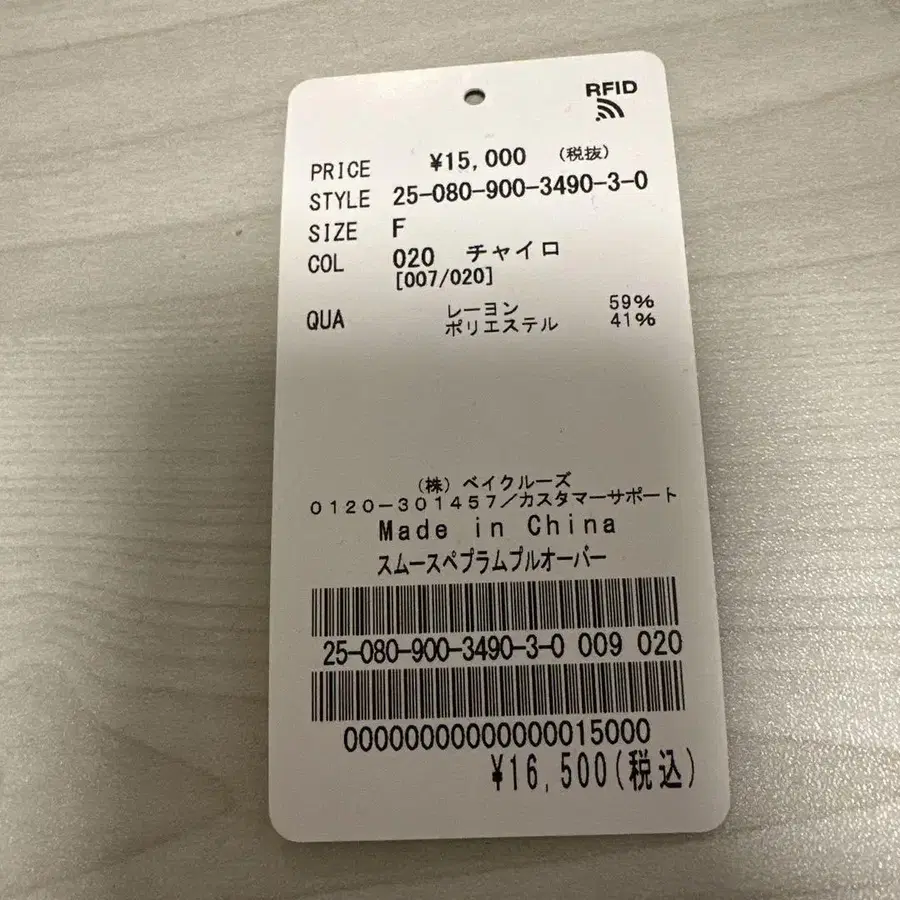 RFID
PRICE ¥15,000 (税抜)
STYLE 25-080-900-3490-3-0
SIZE F
COL 020 チャイロ
[007/020]
QUA レーヨン 59%
ポリエステル 41%
(株) ベイクルーズ
0120-301457/カスタマーサポート
Made in China
スムースペプラムプルオーバー
25-080-900-3490-3-0 009 020
00000000000000015000
¥16,500(税込)